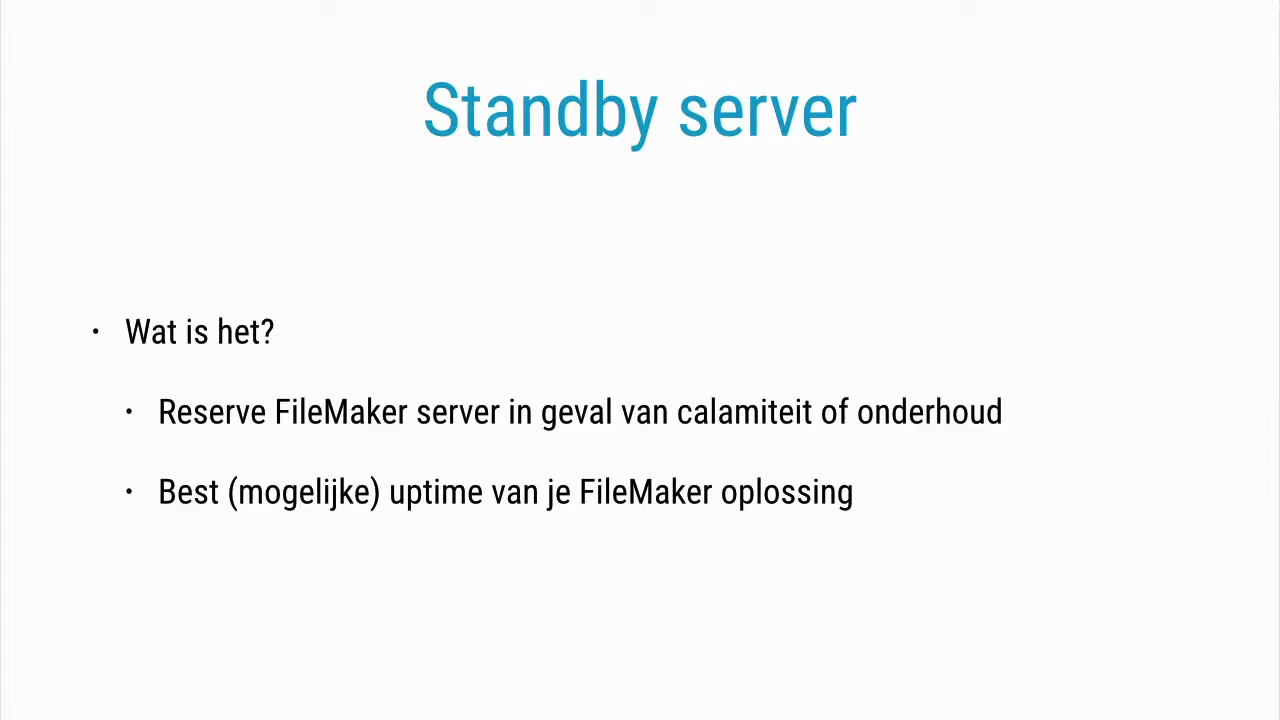 Standby server
• Wat is het?
• Reserve FileMaker server in geval van calamiteit of onderhoud
• Best (mogelijke) uptime van je FileMaker oplossing